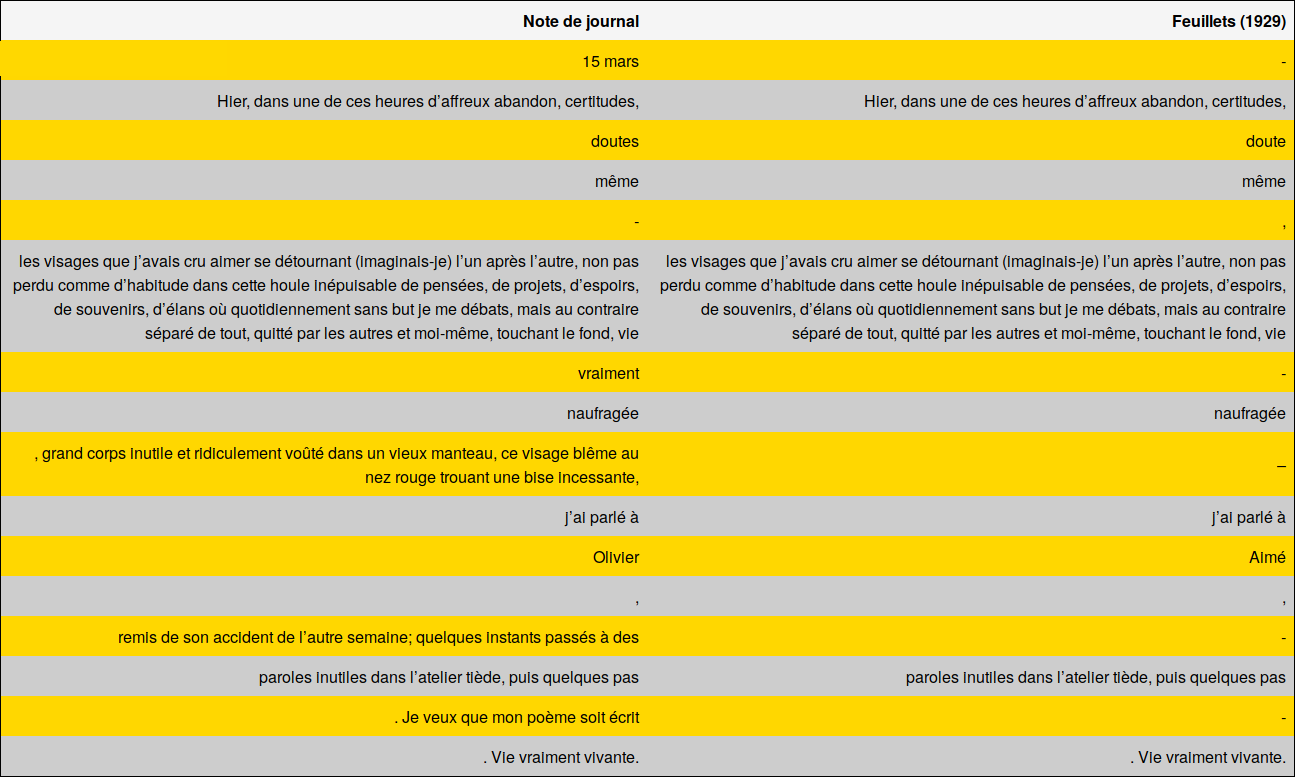 Note de journal Feuillets (1929)
15 mars -
Hier, dans une de ces heures d’affreux abandon, certitudes, Hier, dans une de ces heures d’affreux abandon, certitudes,
doutes doute
même même
- ,
les visages que j’avais cru aimer se détournant (imaginais-je) l’un après l’autre, non pas les visages que j’avais cru aimer se détournant (imaginais-je) l’un après l’autre, non pas
perdu comme d’habitude dans cette houle inépuisable de pensées, de projets, d’espoirs, perdu comme d’habitude dans cette houle inépuisable de pensées, de projets, d’espoirs,
de souvenirs, d’élans où quotidiennement sans but je me débats, mais au contraire de souvenirs, d’élans où quotidiennement sans but je me débats, mais au contraire
séparé de tout, quitté par les autres et moi-même, touchant le fond, vie séparé de tout, quitté par les autres et moi-même, touchant le fond, vie
vraiment -
naufragée naufragée
, grand corps inutile et ridiculement voûté dans un vieux manteau, ce visage blême au
nez rouge trouant une bise incessante, –
j’ai parlé à j’ai parlé à
Olivier Aimé
, ,
remis de son accident de l’autre semaine; quelques instants passés à des -
paroles inutiles dans l’atelier tiède, puis quelques pas paroles inutiles dans l’atelier tiède, puis quelques pas
. Je veux que mon poème soit écrit -
. Vie vraiment vivante. . Vie vraiment vivante.